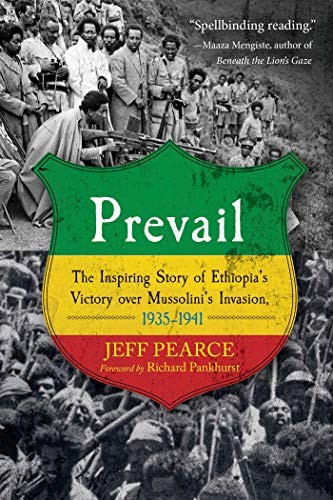 “Spellbinding reading.”
—Maaza Mengiste, author of
Beneath the Lion’s Gaze
Prevail
The Inspiring Story of Ethiopia’s
Victory over Mussolini’s Invasion,
1935–1941
JEFF PEARCE
Foreword by Richard Pankhurst